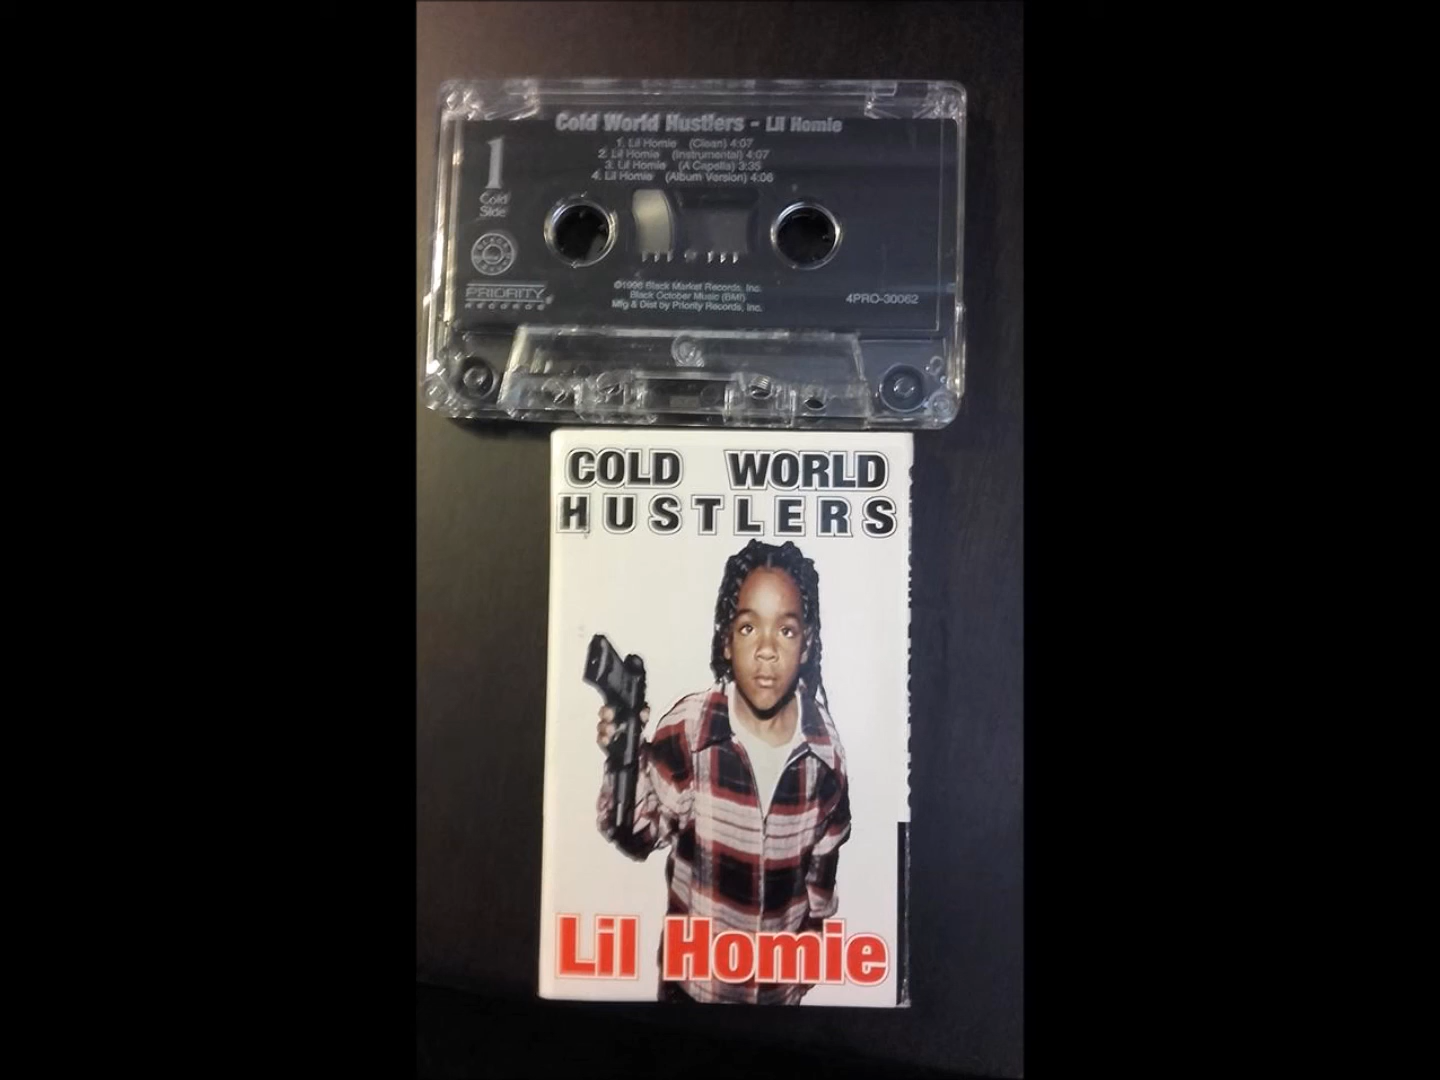 Cold World Hustlers - Lil Homie
1. Lil Homie (Clean) 4:07
2. Lil Homie (Instrumental) 4:07
3. Lil Homie (A Capella) 3:35
4. Lil Homie (Album Version) 4:06
1
Cold
Side
PRIORITY
RECORDS
©1996 Black Market Records, Inc.
Black October Music (BMI)
Mfg & Dist by Priority Records, Inc.
4PRO-30062
COLD WORLD
HUSTLERS
Lil Homie